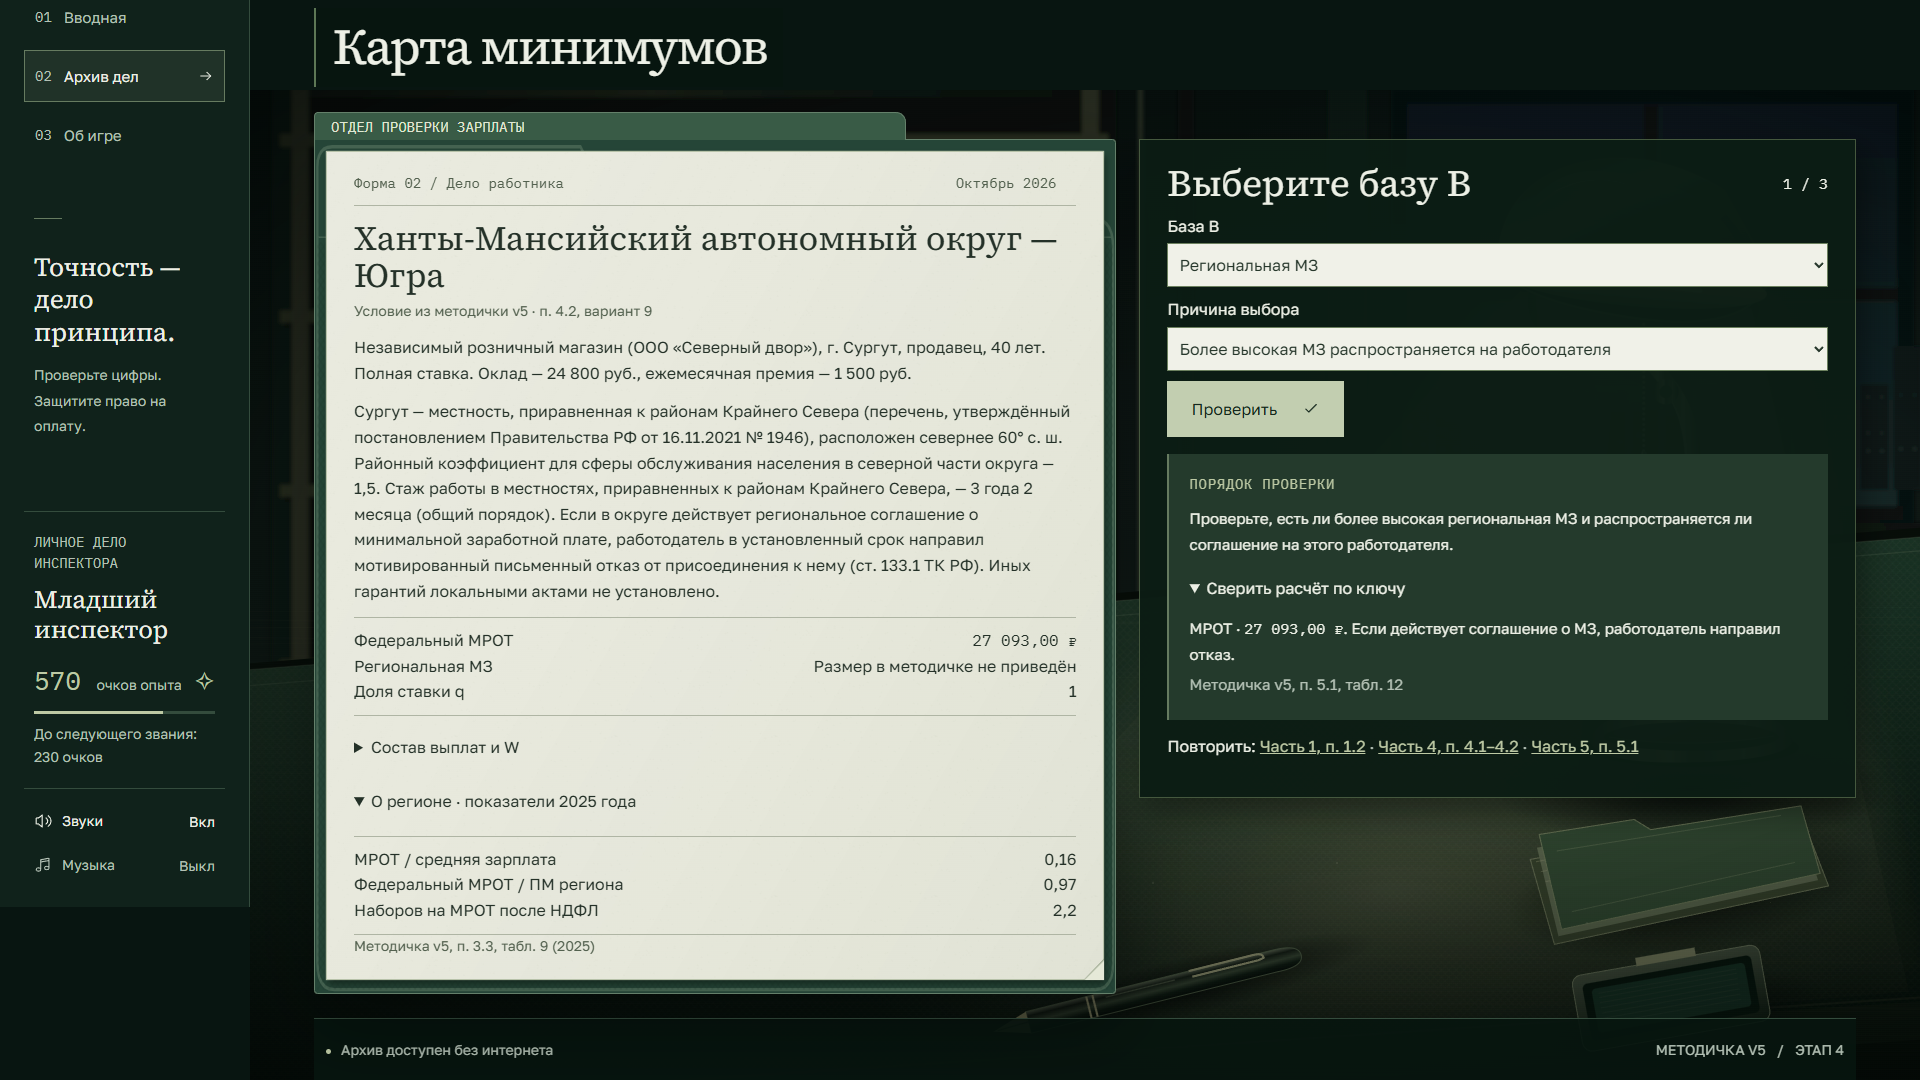 01 Вводная
02 Архив дел →
03 Об игре
Точность —
дело
принципа.
Проверьте цифры.
Защитите право на
оплату.
ЛИЧНОЕ ДЕЛО
ИНСПЕКТОРА
Младший
инспектор
570 очков опыта
До следующего звания:
230 очков
Звуки Вкл
Музыка Выкл
Карта минимумов
ОТДЕЛ ПРОВЕРКИ ЗАРПЛАТЫ
Форма 02 / Дело работника Октябрь 2026
Ханты-Мансийский автономный округ —
Югра
Условие из методички v5 · п. 4.2, вариант 9
Независимый розничный магазин (ООО «Северный двор»), г. Сургут, продавец, 40 лет.
Полная ставка. Оклад — 24 800 руб., ежемесячная премия — 1 500 руб.
Сургут — местность, приравненная к районам Крайнего Севера (перечень, утверждённый
постановлением Правительства РФ от 16.11.2021 № 1946), расположен севернее 60° с. ш.
Районный коэффициент для сферы обслуживания населения в северной части округа —
1,5. Стаж работы в местностях, приравненных к районам Крайнего Севера, — 3 года 2
месяца (общий порядок). Если в округе действует региональное соглашение о
минимальной заработной плате, работодатель в установленный срок направил
мотивированный письменный отказ от присоединения к нему (ст. 133.1 ТК РФ). Иных
гарантий локальными актами не установлено.
Федеральный МРОТ 27 093,00 ₽
Региональная МЗ Размер в методичке не приведён
Доля ставки q 1
▶ Состав выплат и W
▼ О регионе · показатели 2025 года
МРОТ / средняя зарплата 0,16
Федеральный МРОТ / ПМ региона 0,97
Наборов на МРОТ после НДФЛ 2,2
Методичка v5, п. 3.3, табл. 9 (2025)
Выберите базу B 1 / 3
База B
Региональная МЗ
Причина выбора
Более высокая МЗ распространяется на работодателя
Проверить ✓
ПОРЯДОК ПРОВЕРКИ
Проверьте, есть ли более высокая региональная МЗ и распространяется ли
соглашение на этого работодателя.
▼ Сверить расчёт по ключу
МРОТ · 27 093,00 ₽. Если действует соглашение о МЗ, работодатель направил
отказ.
Методичка v5, п. 5.1, табл. 12
Повторить: Часть 1, п. 1.2 · Часть 4, п. 4.1–4.2 · Часть 5, п. 5.1
• Архив доступен без интернета
МЕТОДИЧКА V5 / ЭТАП 4